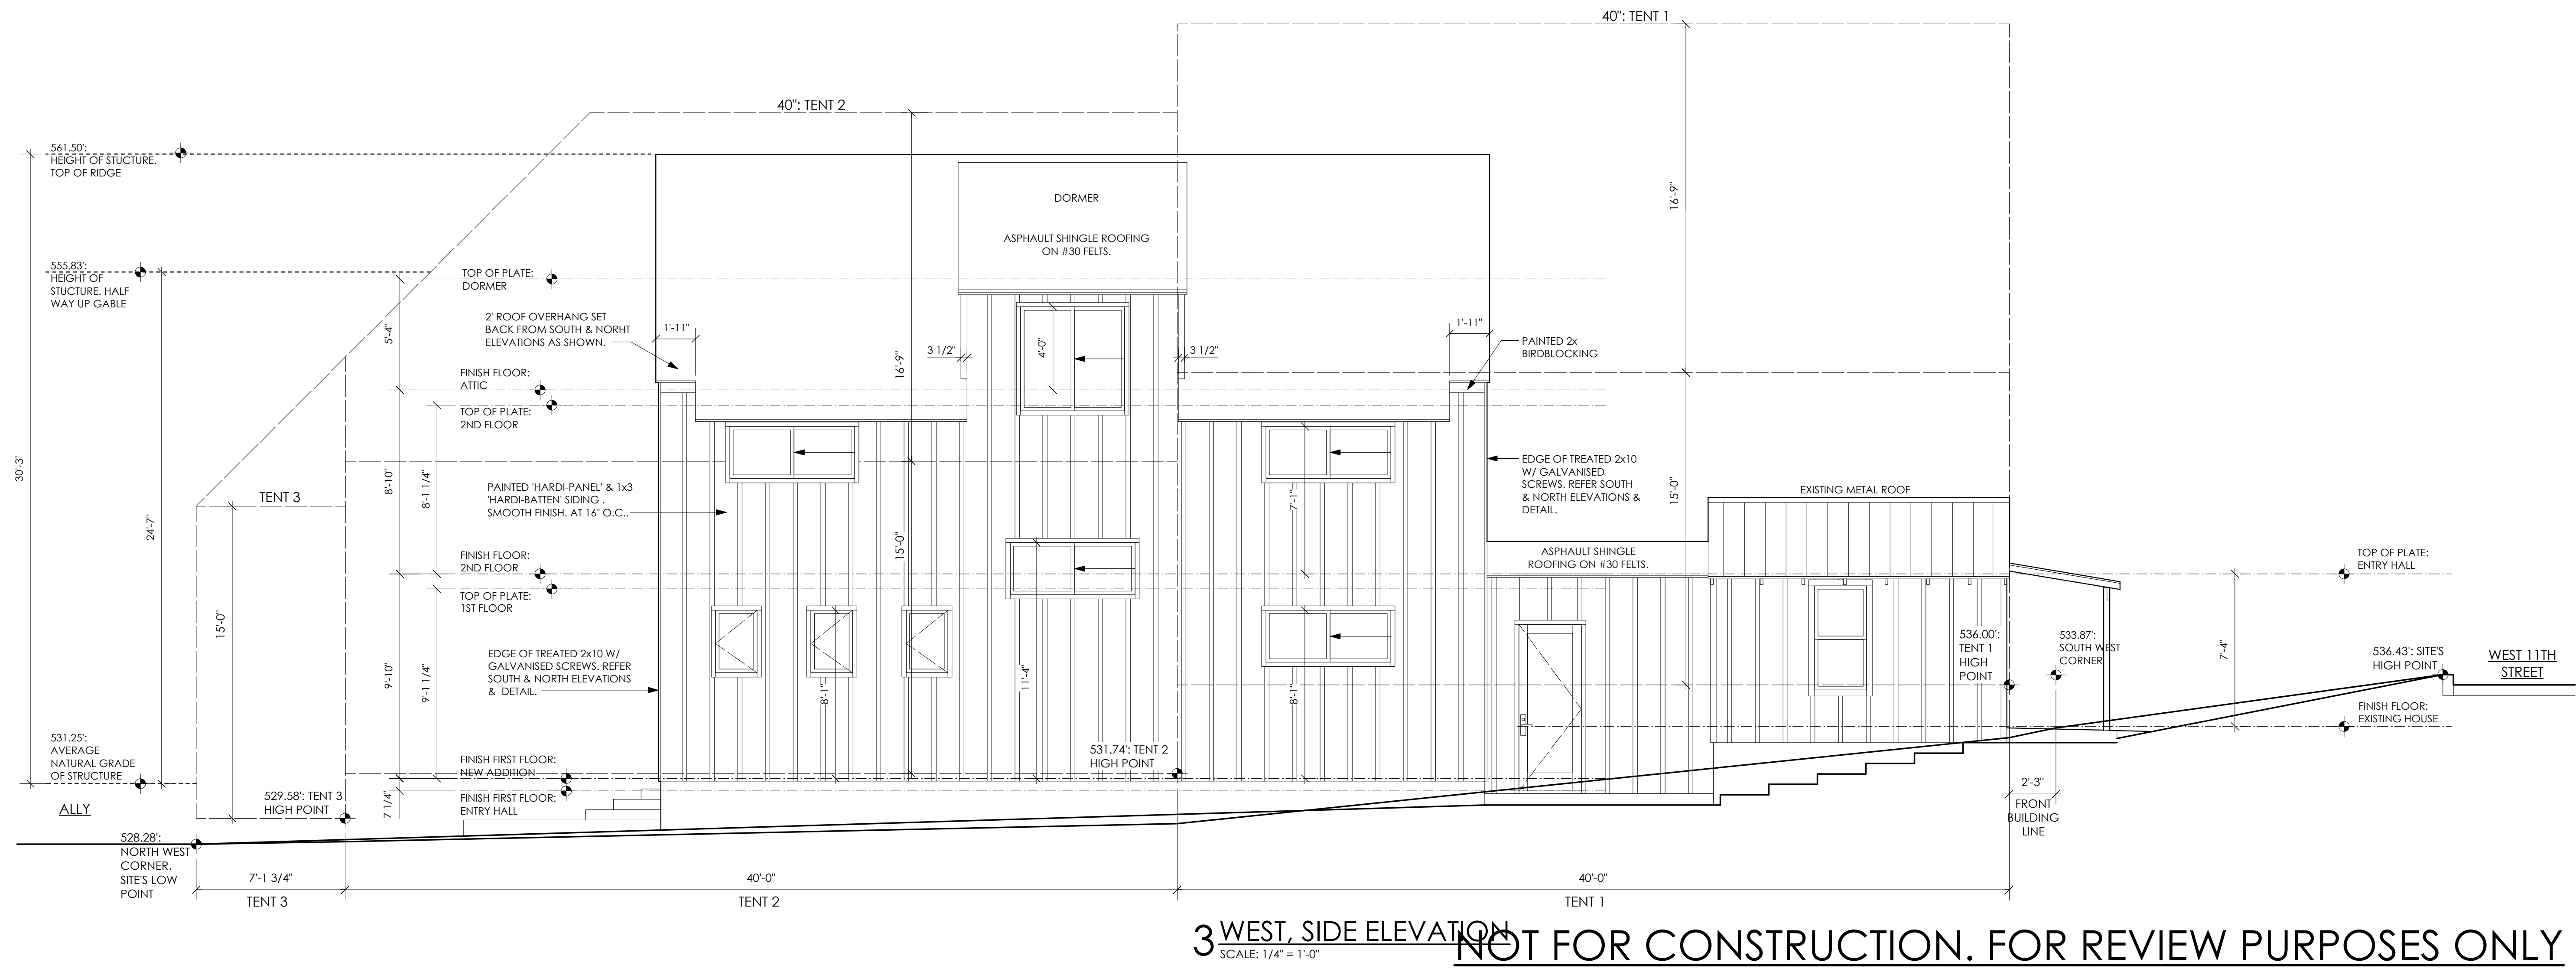 40": TENT 1
40": TENT 2
561.50':
HEIGHT OF STUCTURE.
TOP OF RIDGE
DORMER
ASPHAULT SHINGLE ROOFING
ON #30 FELTS.
16'-9"
555.83':
HEIGHT OF
STUCTURE. HALF
WAY UP GABLE
TOP OF PLATE:
DORMER
2' ROOF OVERHANG SET
BACK FROM SOUTH & NORHT
ELEVATIONS AS SHOWN.
1'-11"
1'-11"
5'-4"
3 1/2"
4'-0"
3 1/2"
16'-9"
PAINTED 2x
BIRDBLOCKING
FINISH FLOOR:
ATTIC
TOP OF PLATE:
2ND FLOOR
30'-3"
24'-7"
8'-10"
8'-1 1/4"
TENT 3
PAINTED 'HARDI-PANEL' & 1x3
'HARDI-BATTEN' SIDING .
SMOOTH FINISH. AT 16" O.C..
15'-0"
7'-1"
EDGE OF TREATED 2x10
W/ GALVANISED
SCREWS. REFER SOUTH
& NORTH ELEVATIONS &
DETAIL.
15'-0"
EXISTING METAL ROOF
ASPHAULT SHINGLE
ROOFING ON #30 FELTS.
FINISH FLOOR:
2ND FLOOR
TOP OF PLATE:
1ST FLOOR
TOP OF PLATE:
ENTRY HALL
15'-0"
EDGE OF TREATED 2x10 W/
GALVANISED SCREWS. REFER
SOUTH & NORTH ELEVATIONS
& DETAIL.
9'-10"
9'-1 1/4"
8'-1"
11'-4"
8'-1"
536.00':
TENT 1
HIGH
POINT
533.87':
SOUTH WEST
CORNER
7'-4"
536.43': SITE'S
HIGH POINT
WEST 11TH
STREET
FINISH FLOOR:
EXISTING HOUSE
531.25':
AVERAGE
NATURAL GRADE
OF STRUCTURE
ALLY
529.58': TENT 3
HIGH POINT
7 1/4"
FINISH FIRST FLOOR:
NEW ADDITION
FINISH FIRST FLOOR:
ENTRY HALL
531.74': TENT 2
HIGH POINT
2'-3"
FRONT
BUILDING
LINE
528.28':
NORTH WEST
CORNER.
SITE'S LOW
POINT
7'-1 3/4"
TENT 3
40'-0"
TENT 2
40'-0"
TENT 1
3 WEST, SIDE ELEVATION
SCALE: 1/4" = 1'-0"
NOT FOR CONSTRUCTION. FOR REVIEW PURPOSES ONLY